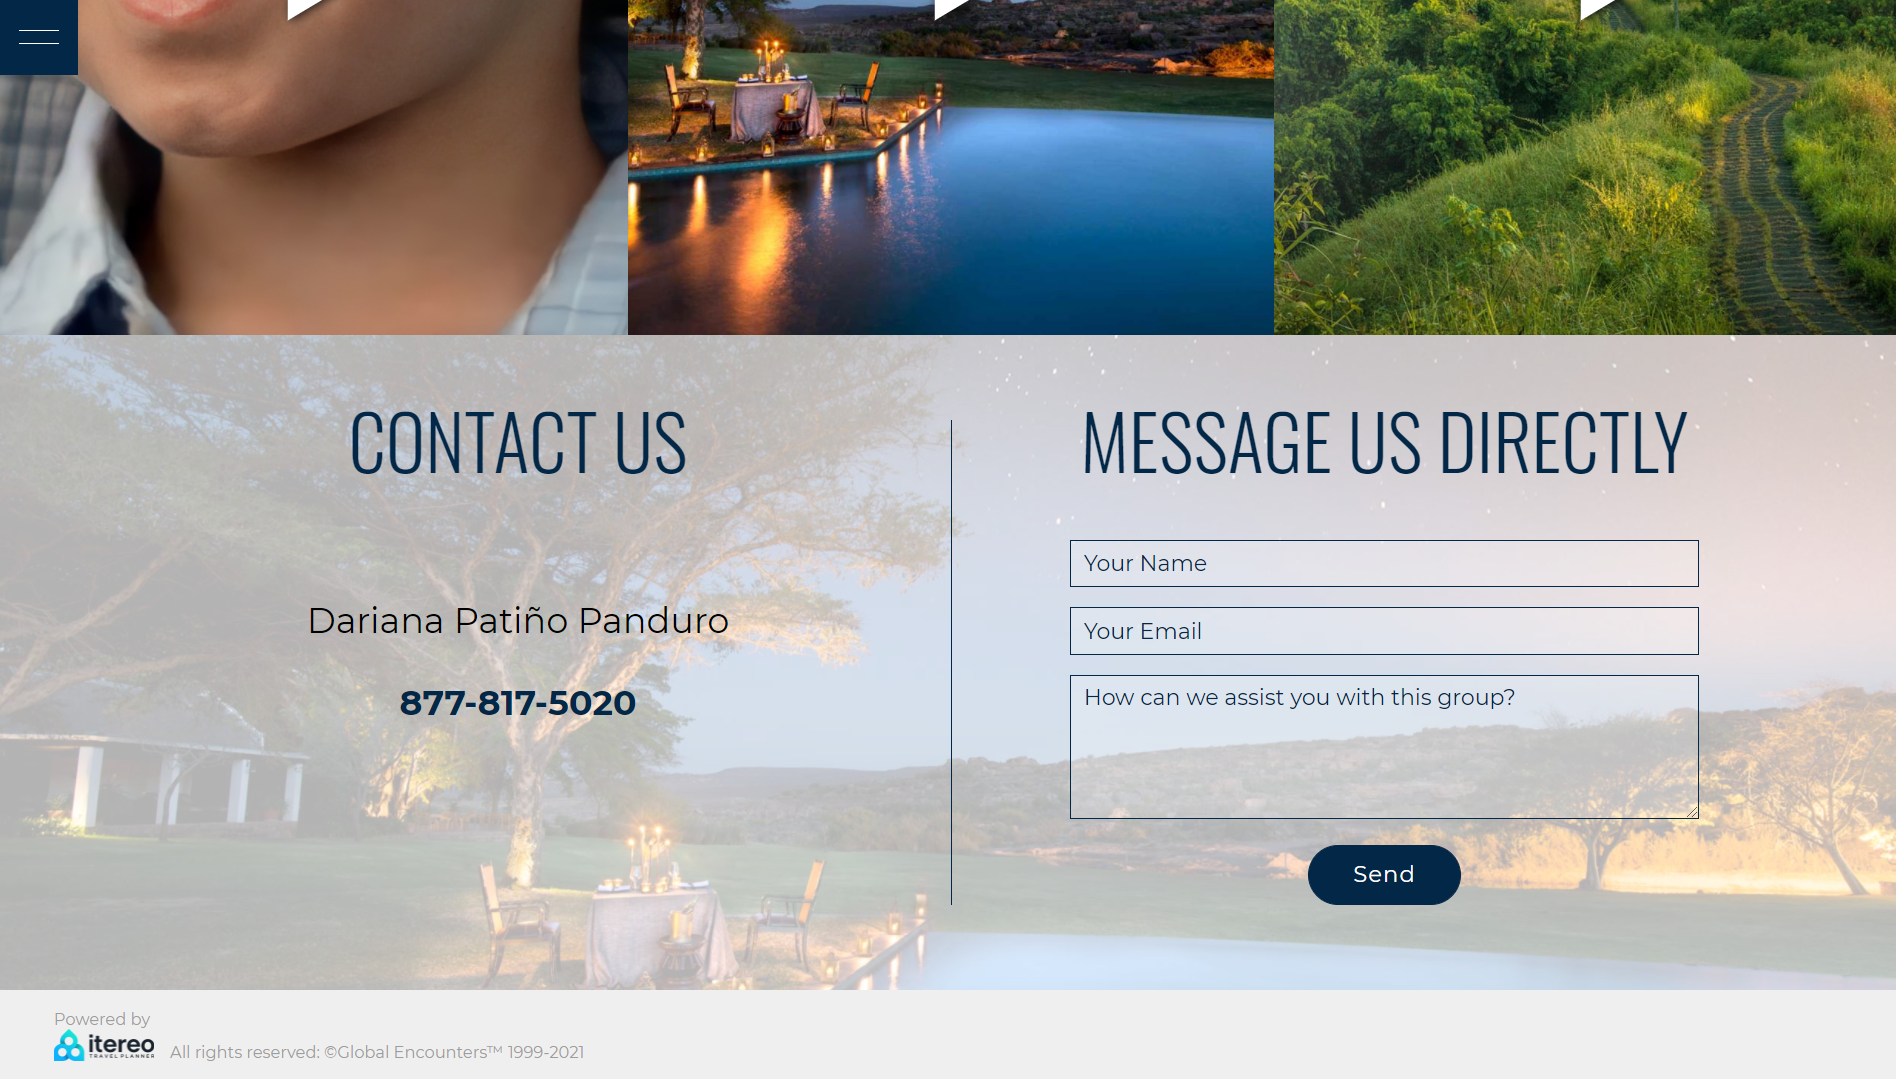 CONTACT US
Dariana Patiño Panduro
877-817-5020
MESSAGE US DIRECTLY
Your Name
Your Email
How can we assist you with this group?
Send
Powered by
itereo
TRAVEL PLANNER
All rights reserved: ©Global Encounters™ 1999-2021